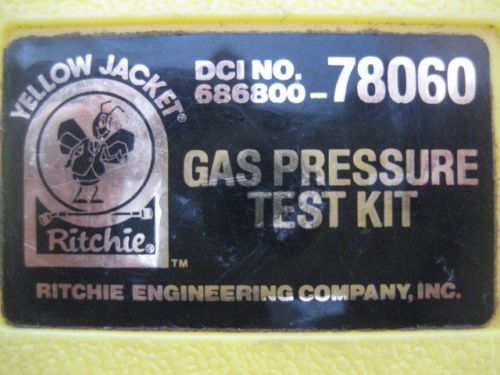 YELLOW JACKET®
Ritchie®
™
DCI NO.
686800-78060
GAS PRESSURE
TEST KIT
RITCHIE ENGINEERING COMPANY, INC.